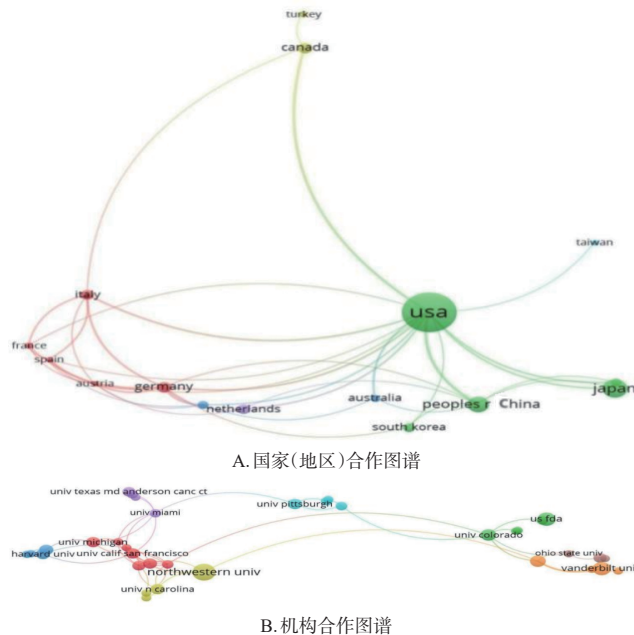 turkey
canada
taiwan
italy
usa
france
spain
austria
germany
netherlands
australia
japan
peoples r China
south korea
A.国家(地区)合作图谱
univ texas md anderson canc ct
univ miami
univ pittsburgh
us fda
univ michigan
univ colorado
harvard univ
univ calif san francisco
ohio state univ
northwestern univ
vanderbilt univ
univ n carolina
B.机构合作图谱